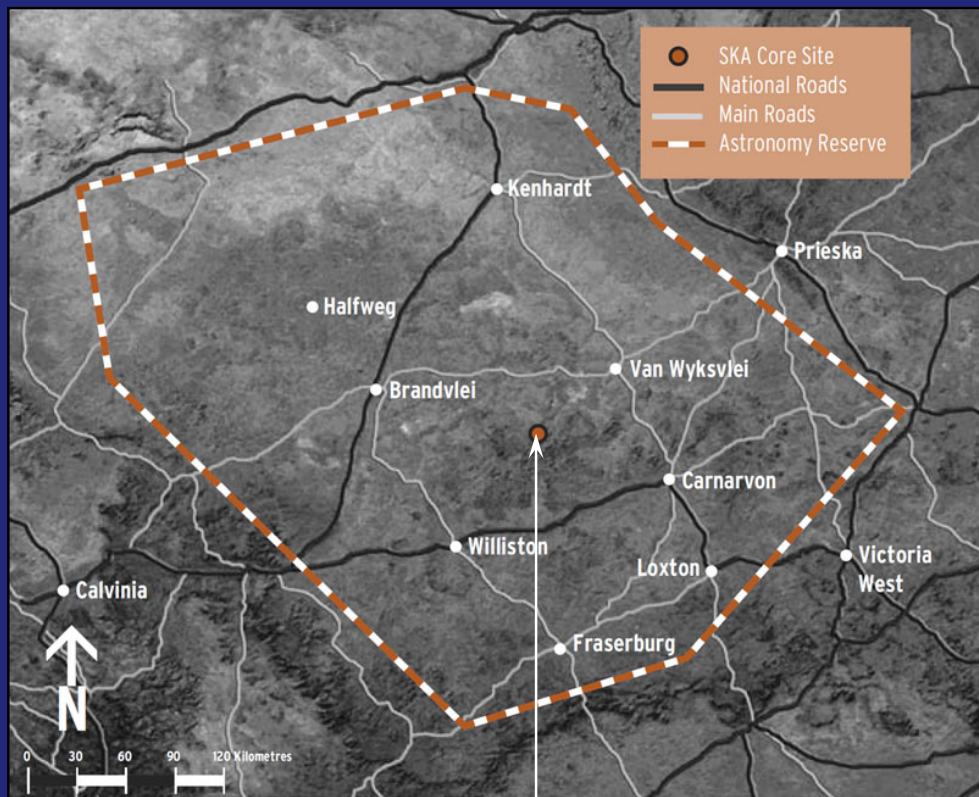 SKA Core Site
National Roads
Main Roads
Astronomy Reserve
Kenhardt
Prieska
Halfweg
Van Wyksvlei
Brandvlei
Carnarvon
Williston
Loxton
Victoria
West
Calvinia
Fraserburg
N
0 30 60 90 120 Kilometres